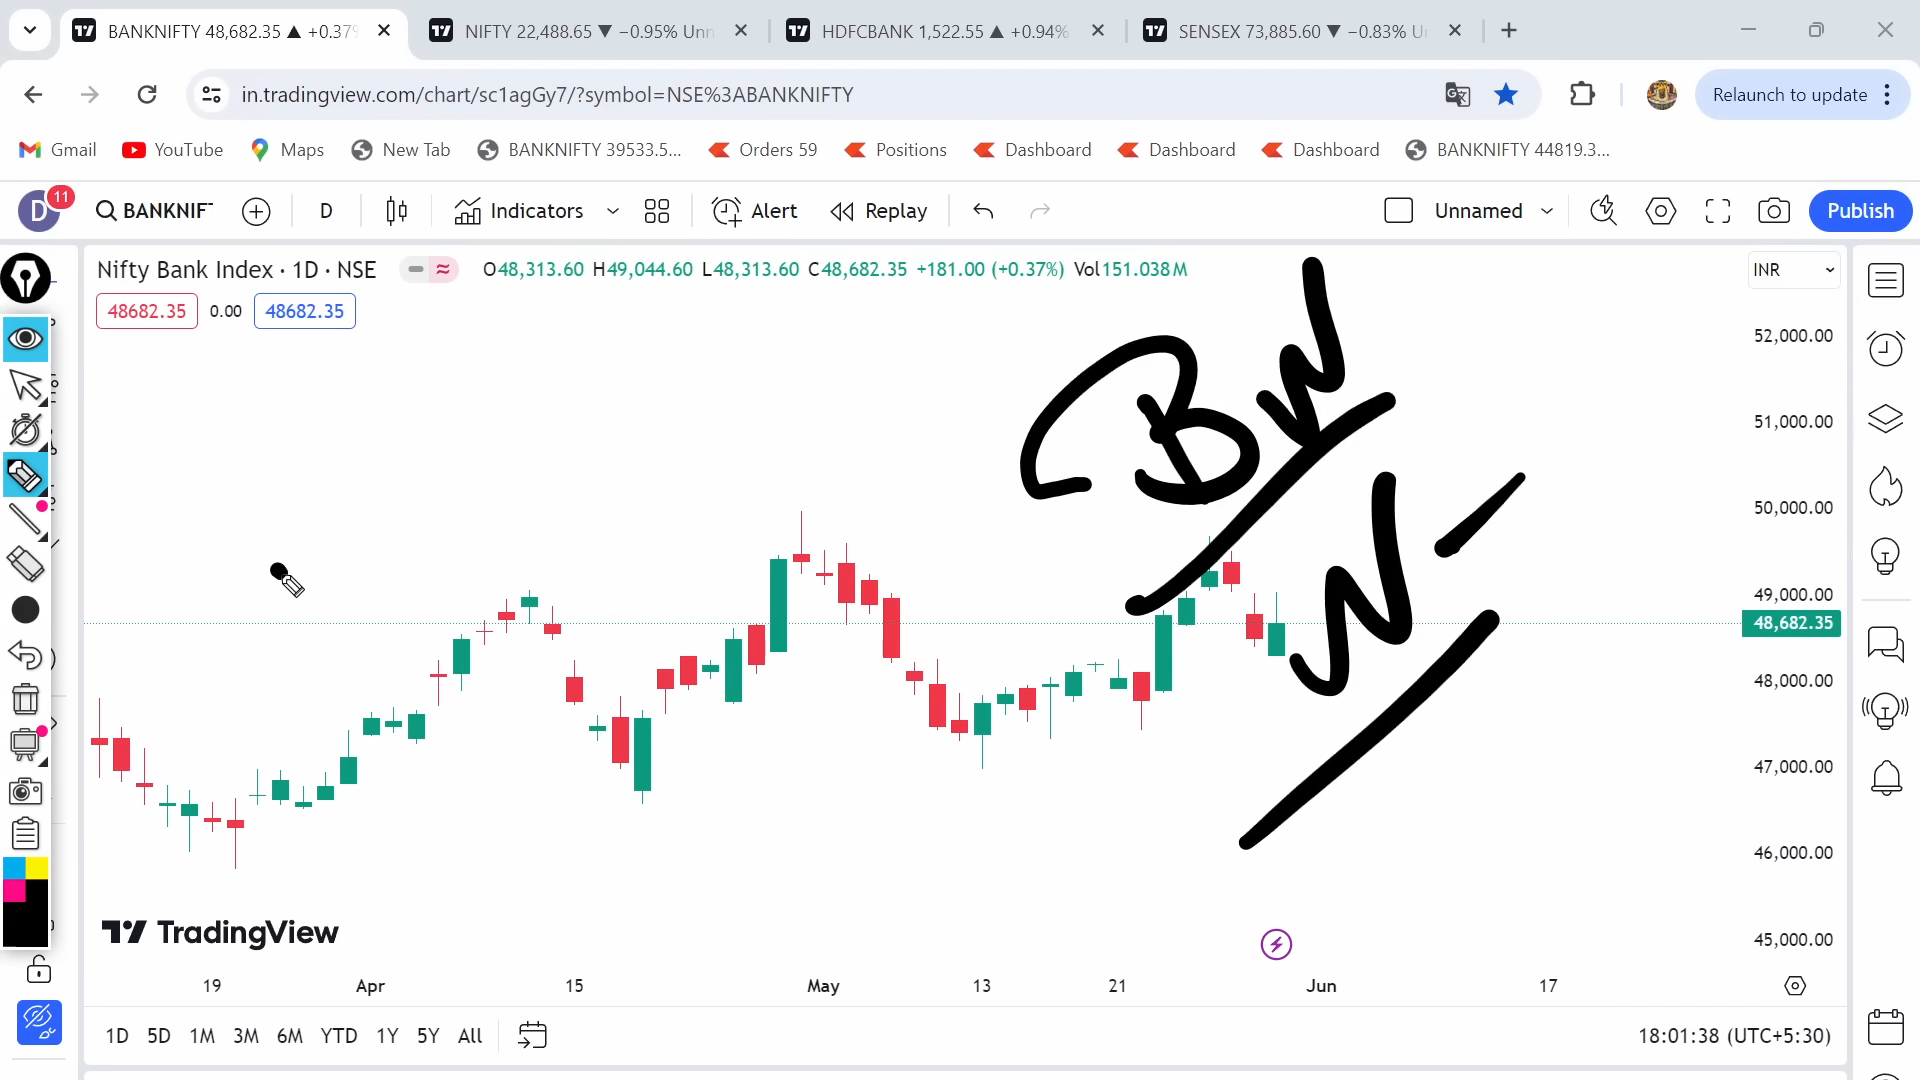 BANKNIFTY 48,682.35 ▲ +0.37%
NIFTY 22,488.65 ▼ −0.95% Unn
HDFCBANK 1,522.55 ▲ +0.94%
SENSEX 73,885.60 ▼ −0.83% U
in.tradingview.com/chart/sc1agGy7/?symbol=NSE%3ABANKNIFTY
Relaunch to update
Gmail
YouTube
Maps
New Tab
BANKNIFTY 39533.5...
Orders 59
Positions
Dashboard
Dashboard
Dashboard
BANKNIFTY 44819.3...
D
11
BANKNIF
D
Indicators
Alert
Replay
Unnamed
Publish
Nifty Bank Index · 1D · NSE
O48,313.60 H49,044.60 L48,313.60 C48,682.35 +181.00 (+0.37%) Vol151.038M
INR
48682.35
0.00
48682.35
BN
N-
52,000.00
51,000.00
50,000.00
49,000.00
48,682.35
48,000.00
47,000.00
46,000.00
45,000.00
TradingView
19
Apr
15
May
13
21
Jun
17
1D 5D 1M 3M 6M YTD 1Y 5Y All
18:01:38 (UTC+5:30)